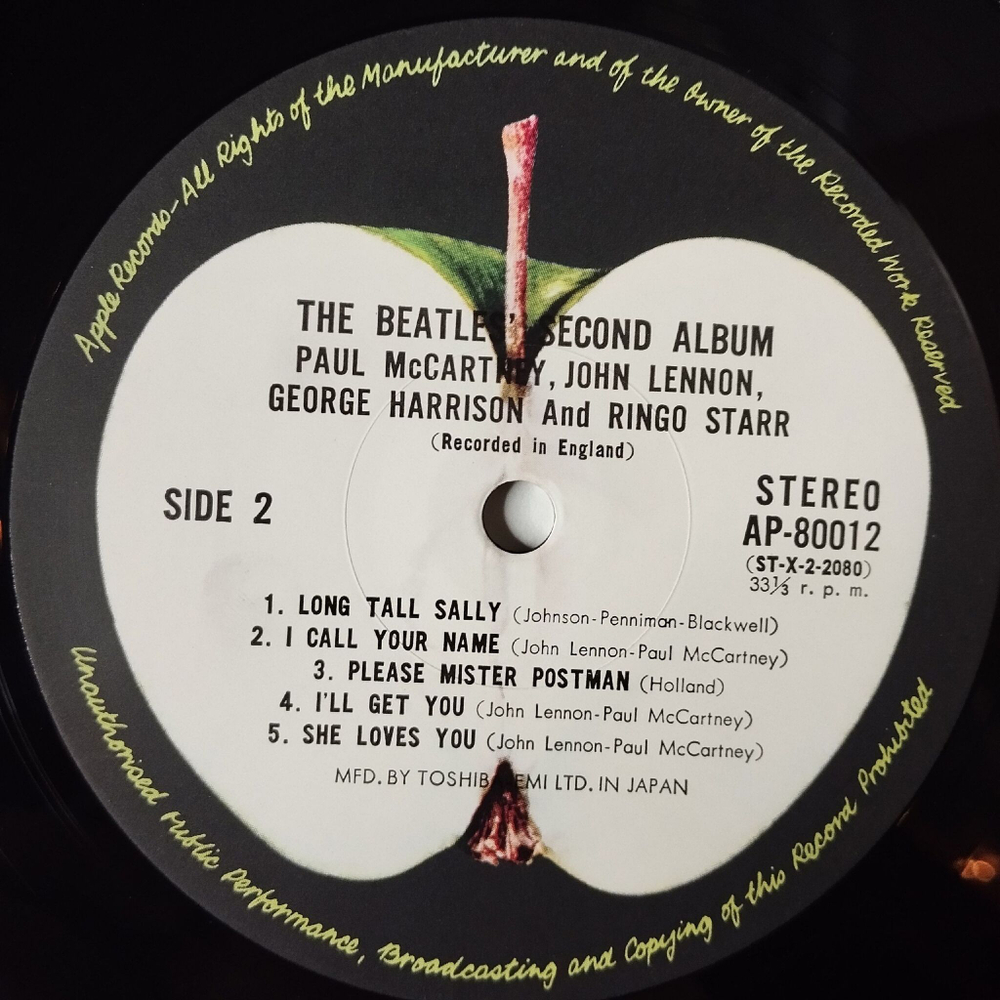 Apple Records-All Rights of the Manufacturer and of the Owner of the Recorded Work Reserved
THE BEATLES' SECOND ALBUM
PAUL McCARTNEY, JOHN LENNON,
GEORGE HARRISON And RINGO STARR
(Recorded in England)
SIDE 2
STEREO
AP-80012
(ST-X-2-2080)
33⅓ r. p. m.
1. LONG TALL SALLY (Johnson-Penniman-Blackwell)
2. I CALL YOUR NAME (John Lennon-Paul McCartney)
3. PLEASE MISTER POSTMAN (Holland)
4. I'LL GET YOU (John Lennon-Paul McCartney)
5. SHE LOVES YOU (John Lennon-Paul McCartney)
MFD. BY TOSHIBA EMI LTD. IN JAPAN
Unauthorised Public Performance, Broadcasting and Copying of this Record Prohibited